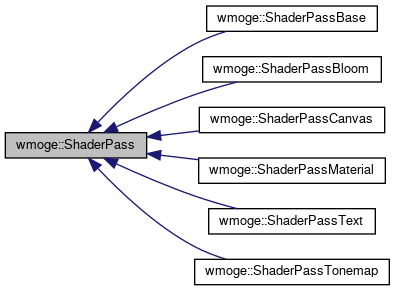 wmoge::ShaderPassBase
wmoge::ShaderPassBloom
wmoge::ShaderPassCanvas
wmoge::ShaderPass
wmoge::ShaderPassMaterial
wmoge::ShaderPassText
wmoge::ShaderPassTonemap